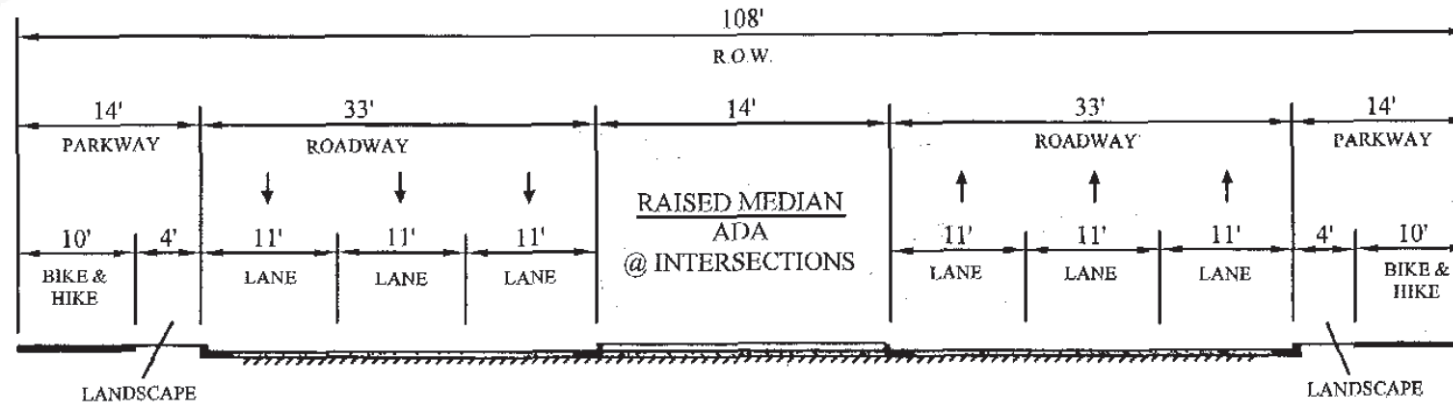 108'
R.O.W.
14' 33' 14' 33' 14'
PARKWAY ROADWAY ROADWAY PARKWAY
RAISED MEDIAN
ADA
@ INTERSECTIONS
10' 4' 11' 11' 11' 11' 11' 11' 4' 10'
BIKE &
HIKE
LANE LANE LANE LANE LANE LANE
BIKE &
HIKE
LANDSCAPE LANDSCAPE